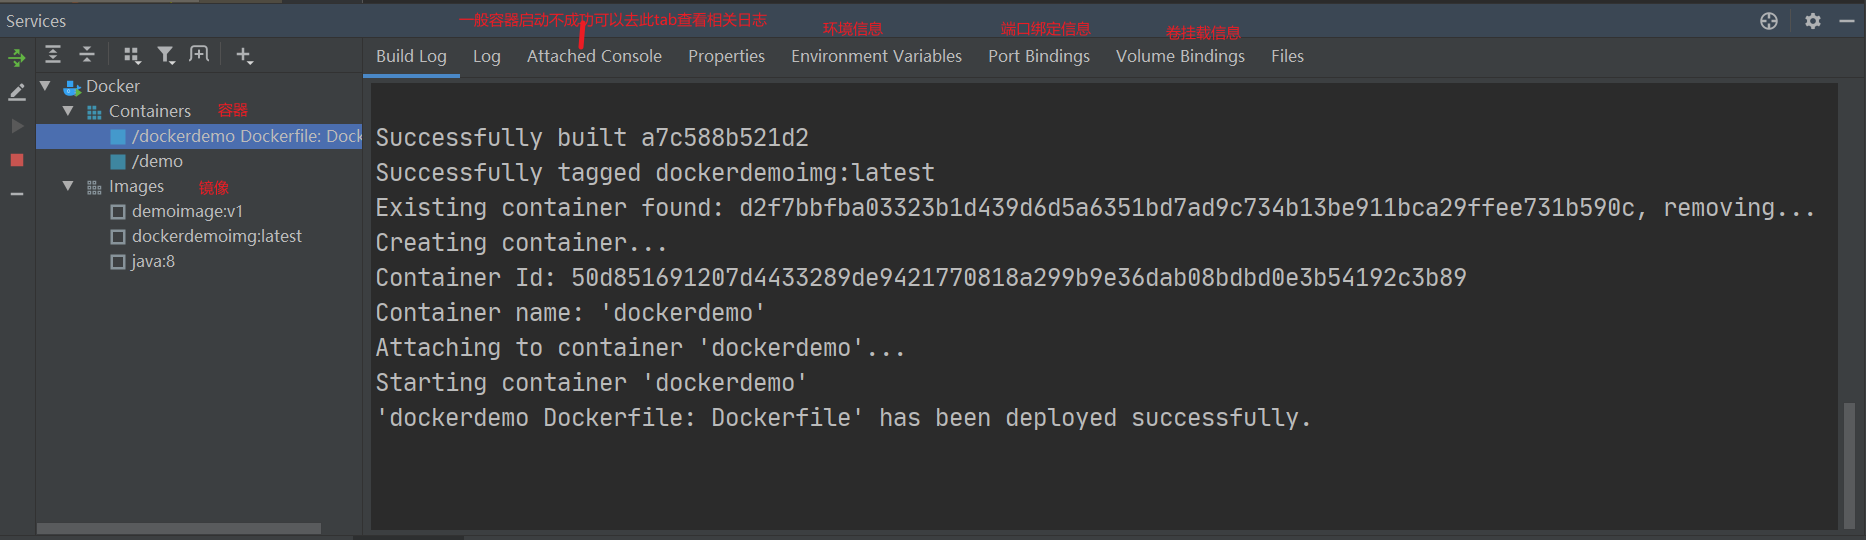 一般容器启动不成功可以去此tab查看相关日志
Services
环境信息
端口绑定信息
卷挂载信息
Build Log
Log
Attached Console
Properties
Environment Variables
Port Bindings
Volume Bindings
Files
Docker
Containers 容器
/dockerdemo Dockerfile: Dock
/demo
Images 镜像
demoimage:v1
dockerdemoimg:latest
java:8
Successfully built a7c588b521d2
Successfully tagged dockerdemoimg:latest
Existing container found: d2f7bbfba03323b1d439d6d5a6351bd7ad9c734b13be911bca29ffee731b590c, removing...
Creating container...
Container Id: 50d851691207d4433289de9421770818a299b9e36dab08bdbd0e3b54192c3b89
Container name: 'dockerdemo'
Attaching to container 'dockerdemo'...
Starting container 'dockerdemo'
'dockerdemo Dockerfile: Dockerfile' has been deployed successfully.